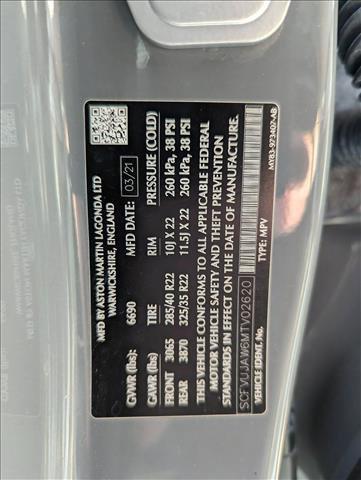 MFD BY ASTON MARTIN LAGONDA LTD
WARWICKSHIRE, ENGLAND
GVWR (lbs): 6690 MFD DATE: 03/21
GAWR (lbs) TIRE RIM PRESSURE (COLD)
FRONT 3065 285/40 R22 10J X 22 260 kPa, 38 PSI
REAR 3870 325/35 R22 11.5J X 22 260 kPa, 38 PSI
THIS VEHICLE CONFORMS TO ALL APPLICABLE FEDERAL
MOTOR VEHICLE SAFETY AND THEFT PREVENTION
STANDARDS IN EFFECT ON THE DATE OF MANUFACTURE.
SCFVUJAW6MTV02620
VEHICLE IDENT. No. TYPE: MPV
MY83-973407-AB